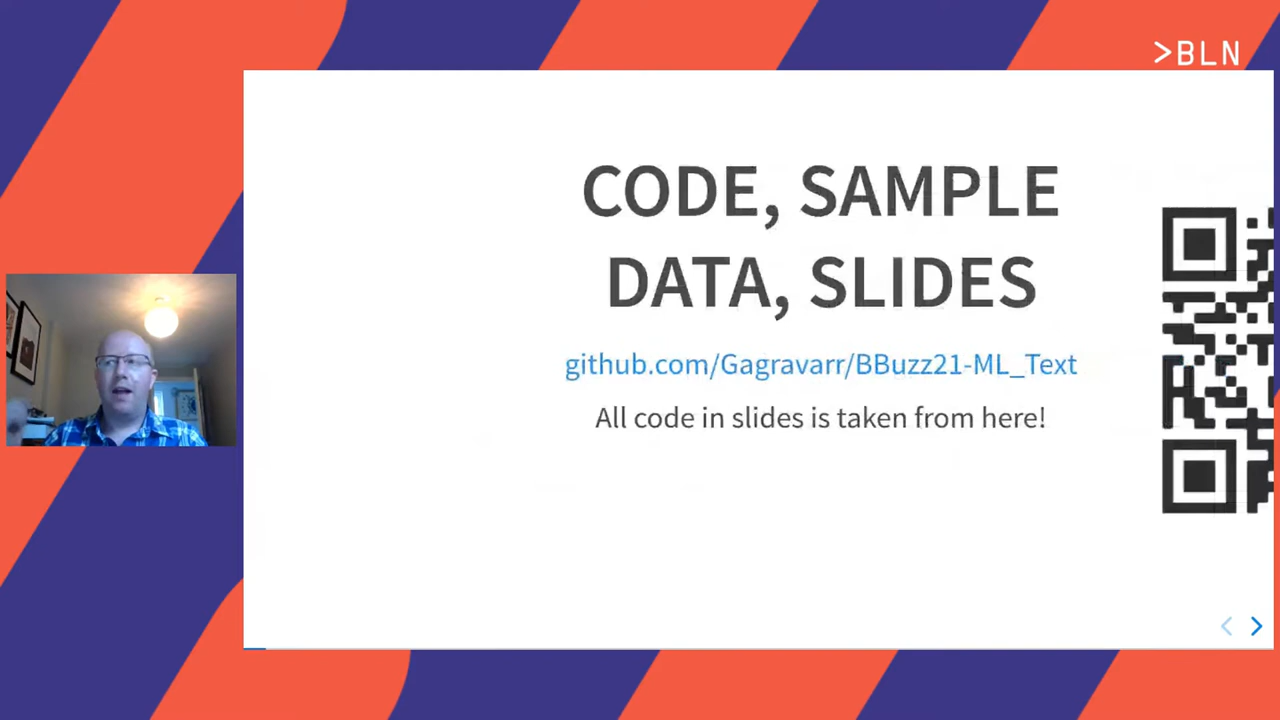 >BLN
CODE, SAMPLE
DATA, SLIDES
github.com/Gagravarr/BBuzz21-ML_Text
All code in slides is taken from here!